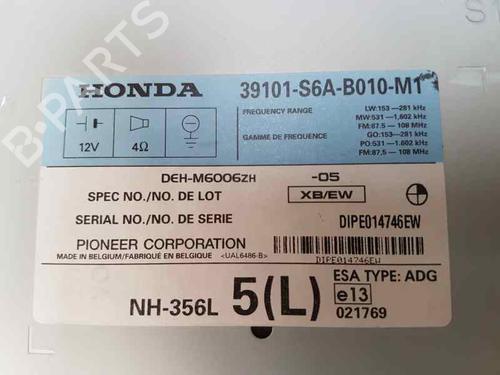 HONDA 39101-S6A-B010-M1
FREQUENCY RANGE LW:153 — 281 kHz
MW:531 — 1,602 kHz
FM:87.5 — 108 MHz
GAMME DE FREQUENCE GO:153 — 281 kHz
PO:531 — 1.602 kHz
FM:87,5 — 108 MHz
12V 4Ω
DEH-M6006ZH -05
SPEC NO./NO. DE LOT XB/EW
SERIAL NO./NO. DE SERIE DIPE014746EW
PIONEER CORPORATION
MADE IN BELGIUM/FABRIQUÉ EN BELGIQUE <UAL6486-B>
DIPE014746EW
NH-356L 5(L) ESA TYPE: ADG
e13
021769
B-PARTS